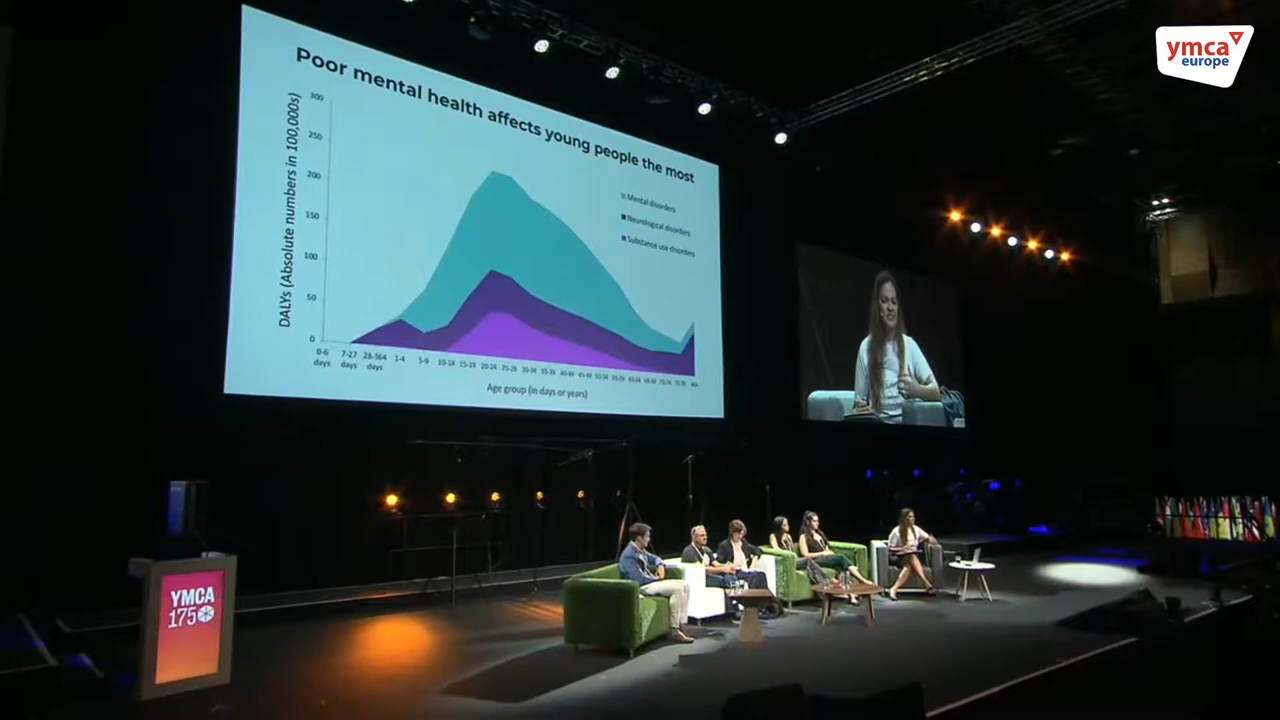 ymca
europe
Poor mental health affects young people the most
DALYs (Absolute numbers in 100,000s)
300
250
200
150
100
50
0
Mental disorders
Neurological disorders
Substance use disorders
0-6 days
7-27 days
28-364 days
1-4
5-9
10-14
15-19
20-24
25-29
30-34
35-39
40-44
45-49
50-54
55-59
60-64
65-69
70-74
75-79
80+
Age group (in days or years)
YMCA
175